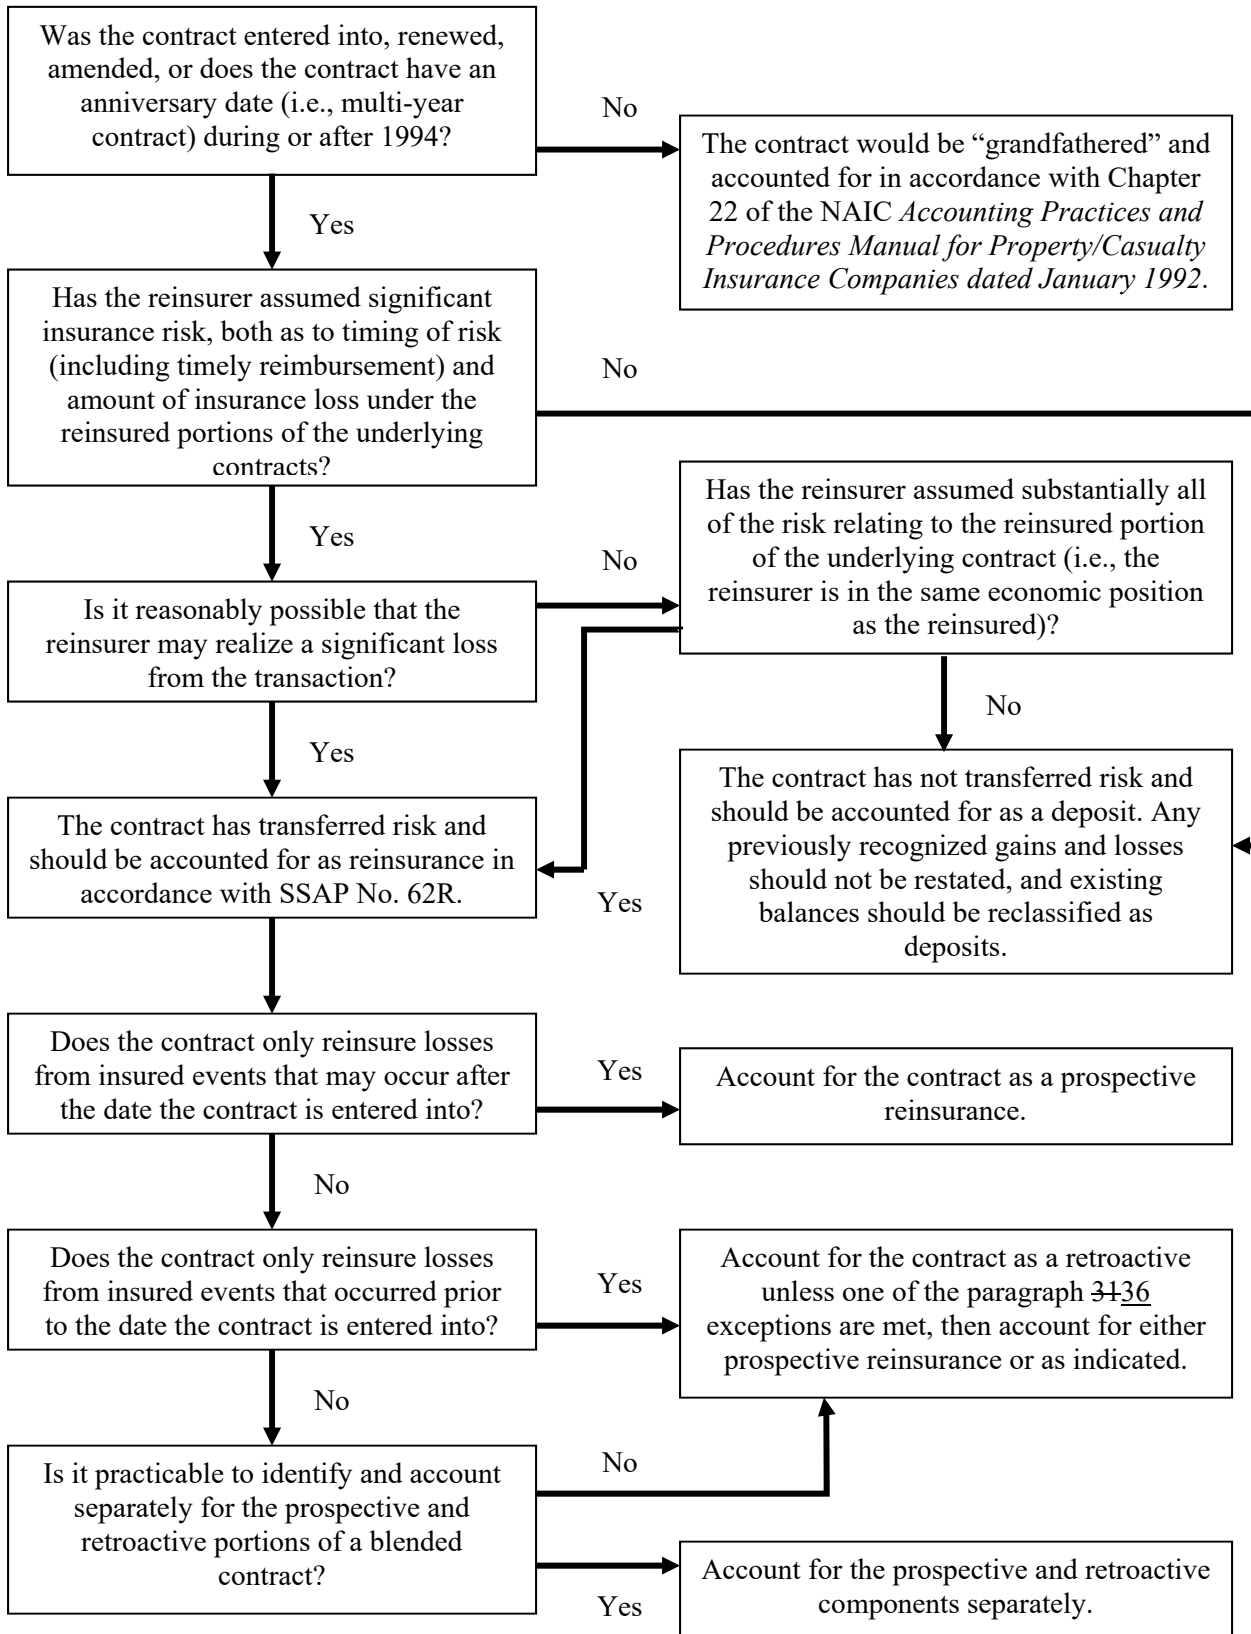 Was the contract entered into, renewed,
amended, or does the contract have an
anniversary date (i.e., multi-year
contract) during or after 1994?
No
The contract would be “grandfathered” and
accounted for in accordance with Chapter
22 of the NAIC Accounting Practices and
Procedures Manual for Property/Casualty
Insurance Companies dated January 1992.
Yes
Has the reinsurer assumed significant
insurance risk, both as to timing of risk
(including timely reimbursement) and
amount of insurance loss under the
reinsured portions of the underlying
contracts?
No
Has the reinsurer assumed substantially all
of the risk relating to the reinsured portion
of the underlying contract (i.e., the
reinsurer is in the same economic position
as the reinsured)?
Yes
No
Is it reasonably possible that the
reinsurer may realize a significant loss
from the transaction?
No
Yes
The contract has not transferred risk and
should be accounted for as a deposit. Any
previously recognized gains and losses
should not be restated, and existing
balances should be reclassified as
deposits.
The contract has transferred risk and
should be accounted for as reinsurance in
accordance with SSAP No. 62R.
Yes
Does the contract only reinsure losses
from insured events that may occur after
the date the contract is entered into?
Yes
Account for the contract as a prospective
reinsurance.
No
Does the contract only reinsure losses
from insured events that occurred prior
to the date the contract is entered into?
Yes
Account for the contract as a retroactive
unless one of the paragraph 3136
exceptions are met, then account for either
prospective reinsurance or as indicated.
No
Is it practicable to identify and account
separately for the prospective and
retroactive portions of a blended
contract?
No
Yes
Account for the prospective and retroactive
components separately.